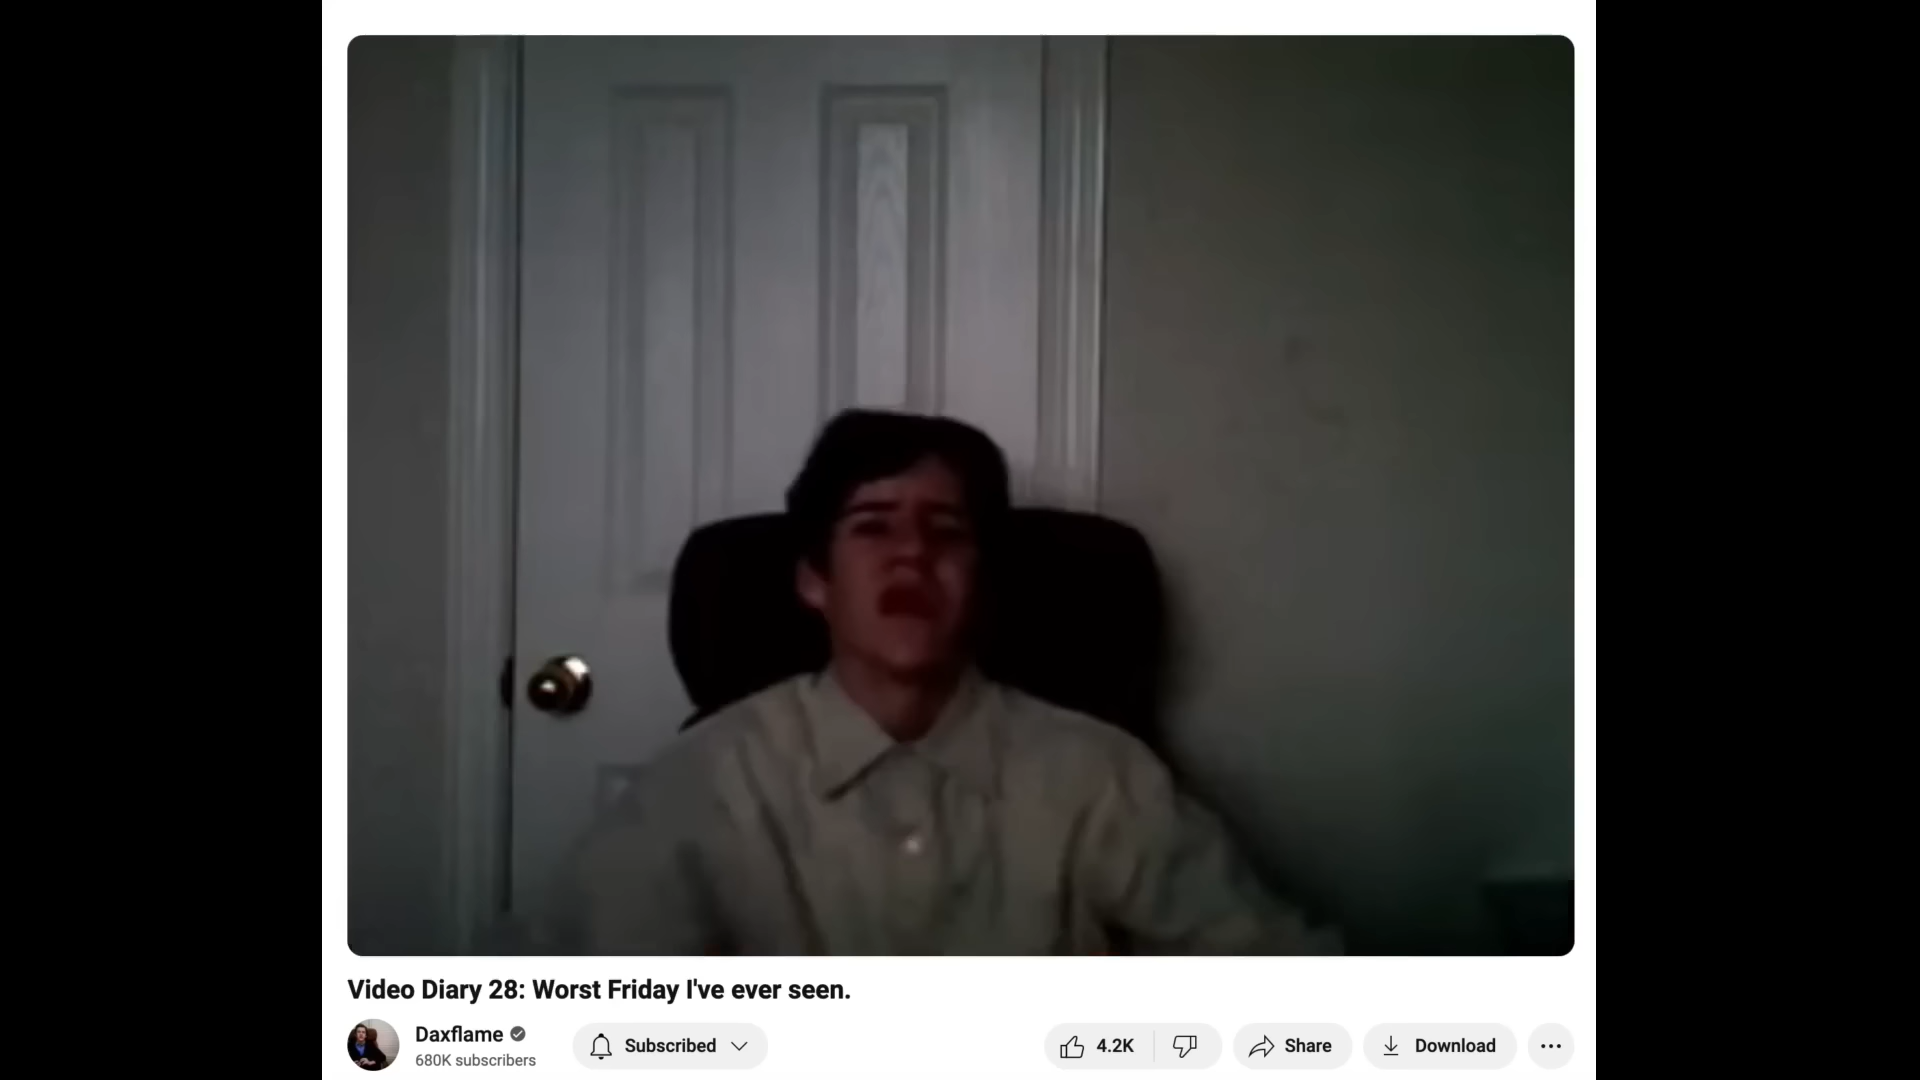 Video Diary 28: Worst Friday I've ever seen.
Daxflame
680K subscribers
Subscribed
4.2K
Share
Download